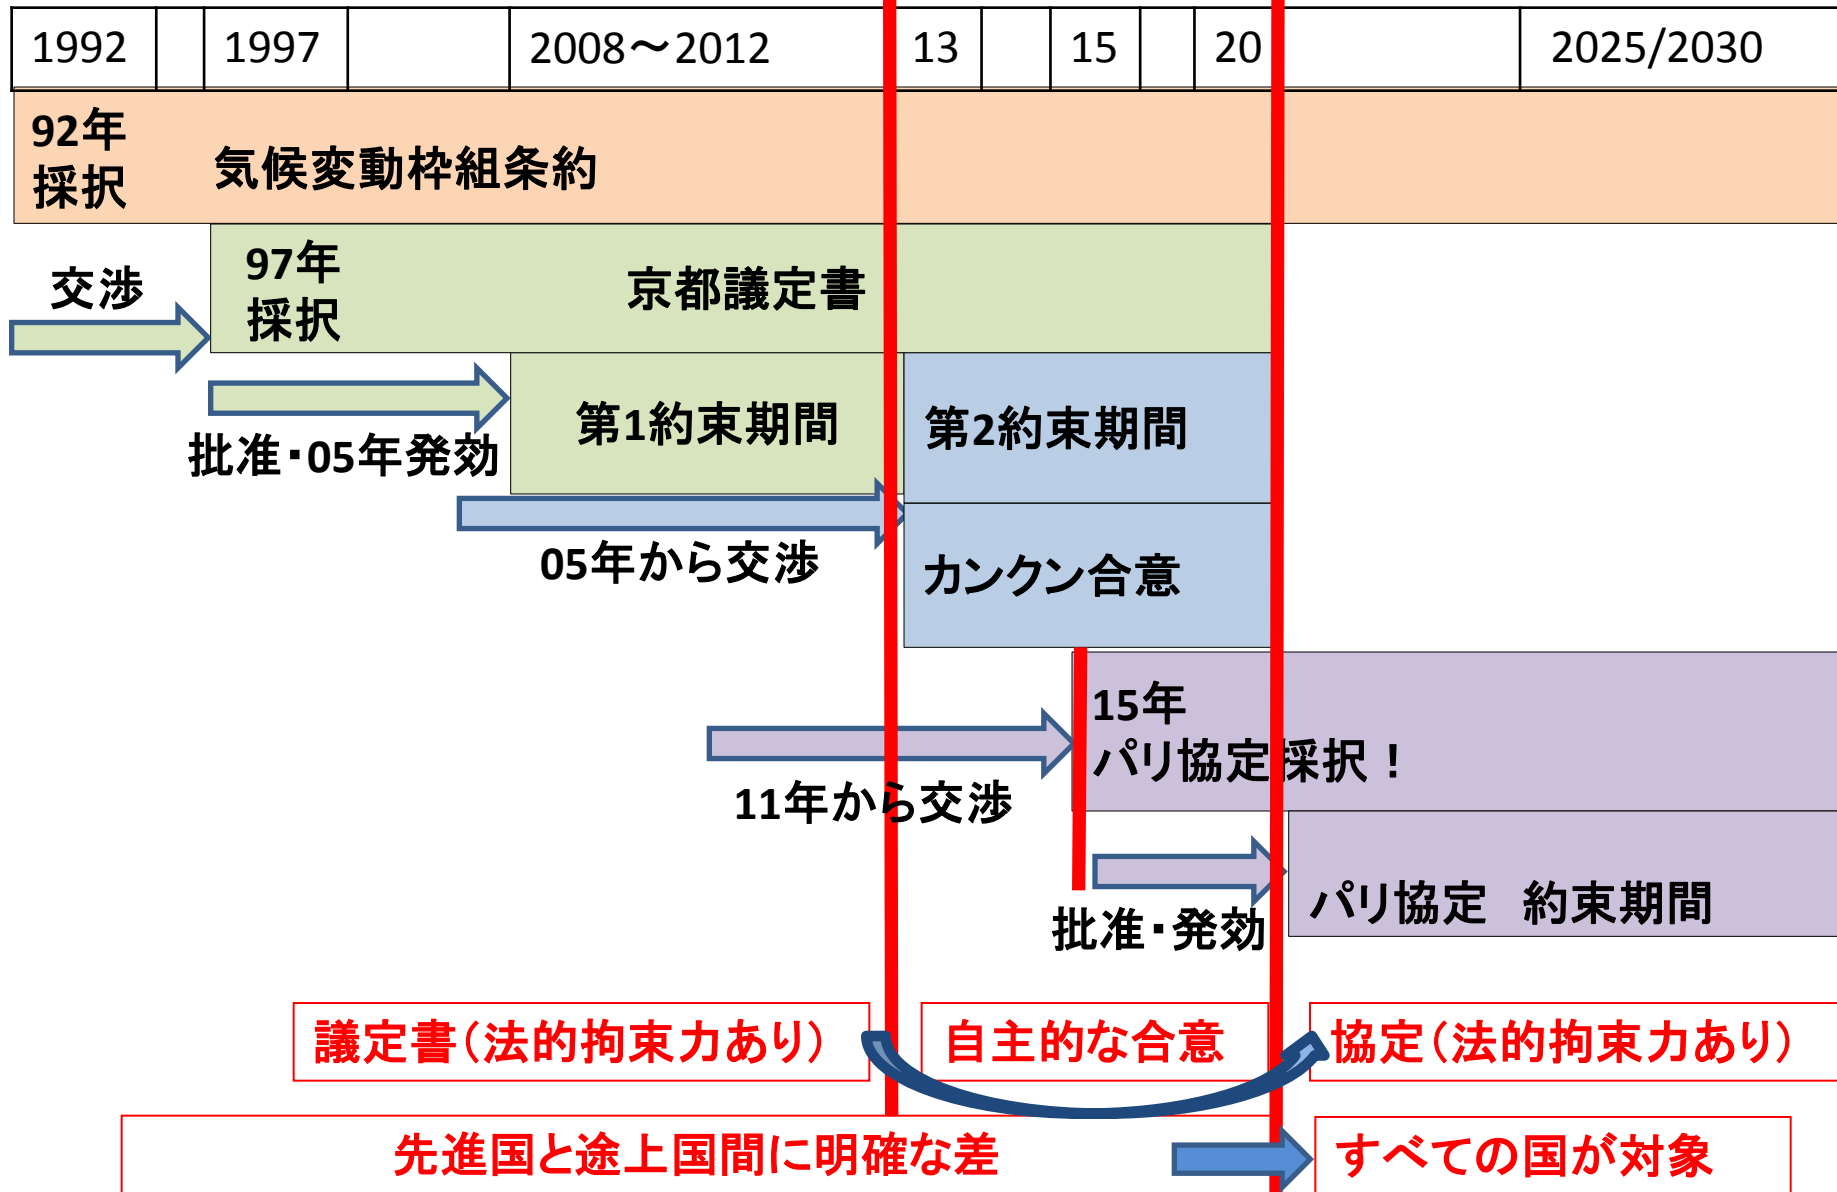 1992 1997 2008～2012 13 15 20 2025/2030
92年
採択
気候変動枠組条約
97年
採択
京都議定書
交渉
第1約束期間
第2約束期間
批准・05年発効
05年から交渉
カンクン合意
15年
パリ協定採択！
11年から交渉
パリ協定　約束期間
批准・発効
議定書（法的拘束力あり） 自主的な合意 協定（法的拘束力あり）
先進国と途上国間に明確な差 すべての国が対象